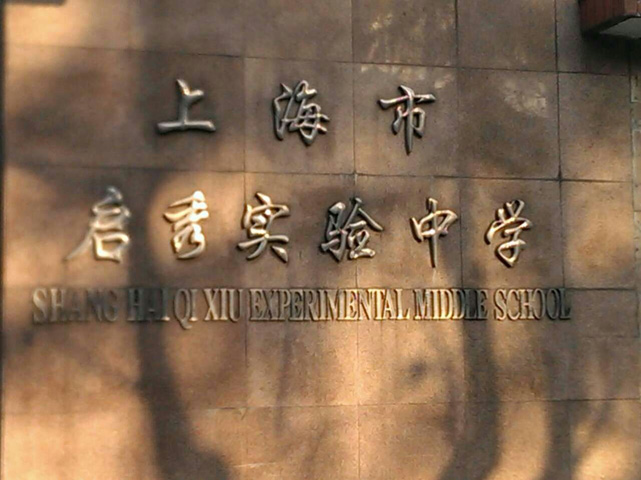 上海市
启秀实验中学
SHANG HAI QI XIU EXPERIMENTAL MIDDLE SCHOOL